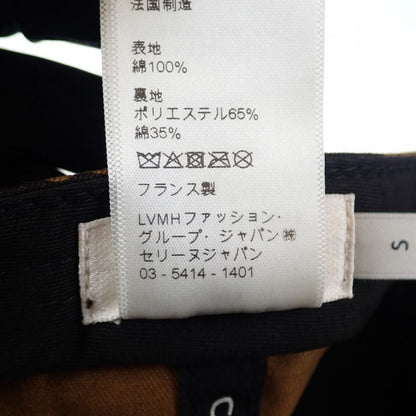 法国制造
表地
綿100%
裏地
ポリエステル65%
綿35%
フランス製
LVMHファッション・
グループ・ジャパン㈱
セリーヌジャパン
03 - 5414 - 1401
S